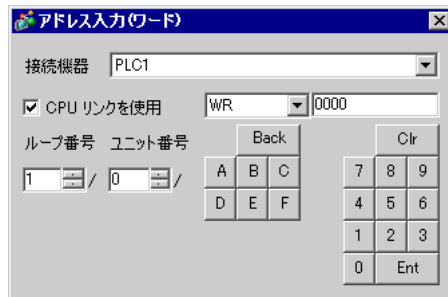 アドレス入力(ワード)
接続機器 PLC1
CPU リンクを使用 WR 0000
ループ番号 ユニット番号 Back Clr
1 / 0 / A B C 7 8 9
D E F 4 5 6
1 2 3
0 Ent